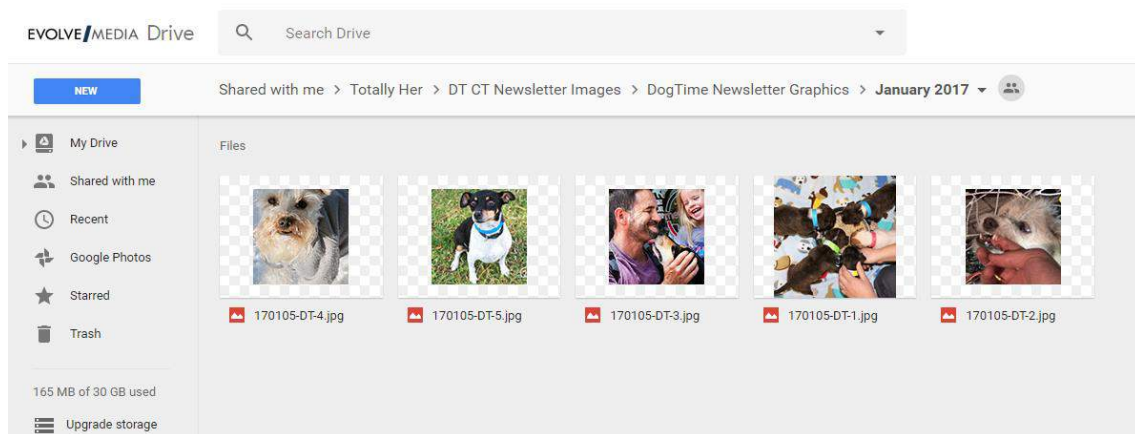 EVOLVE/MEDIA Drive
Search Drive
NEW
Shared with me > Totally Her > DT CT Newsletter Images > DogTime Newsletter Graphics > January 2017
My Drive
Shared with me
Recent
Google Photos
Starred
Trash
165 MB of 30 GB used
Upgrade storage
Files
170105-DT-4.jpg
170105-DT-5.jpg
170105-DT-3.jpg
170105-DT-1.jpg
170105-DT-2.jpg